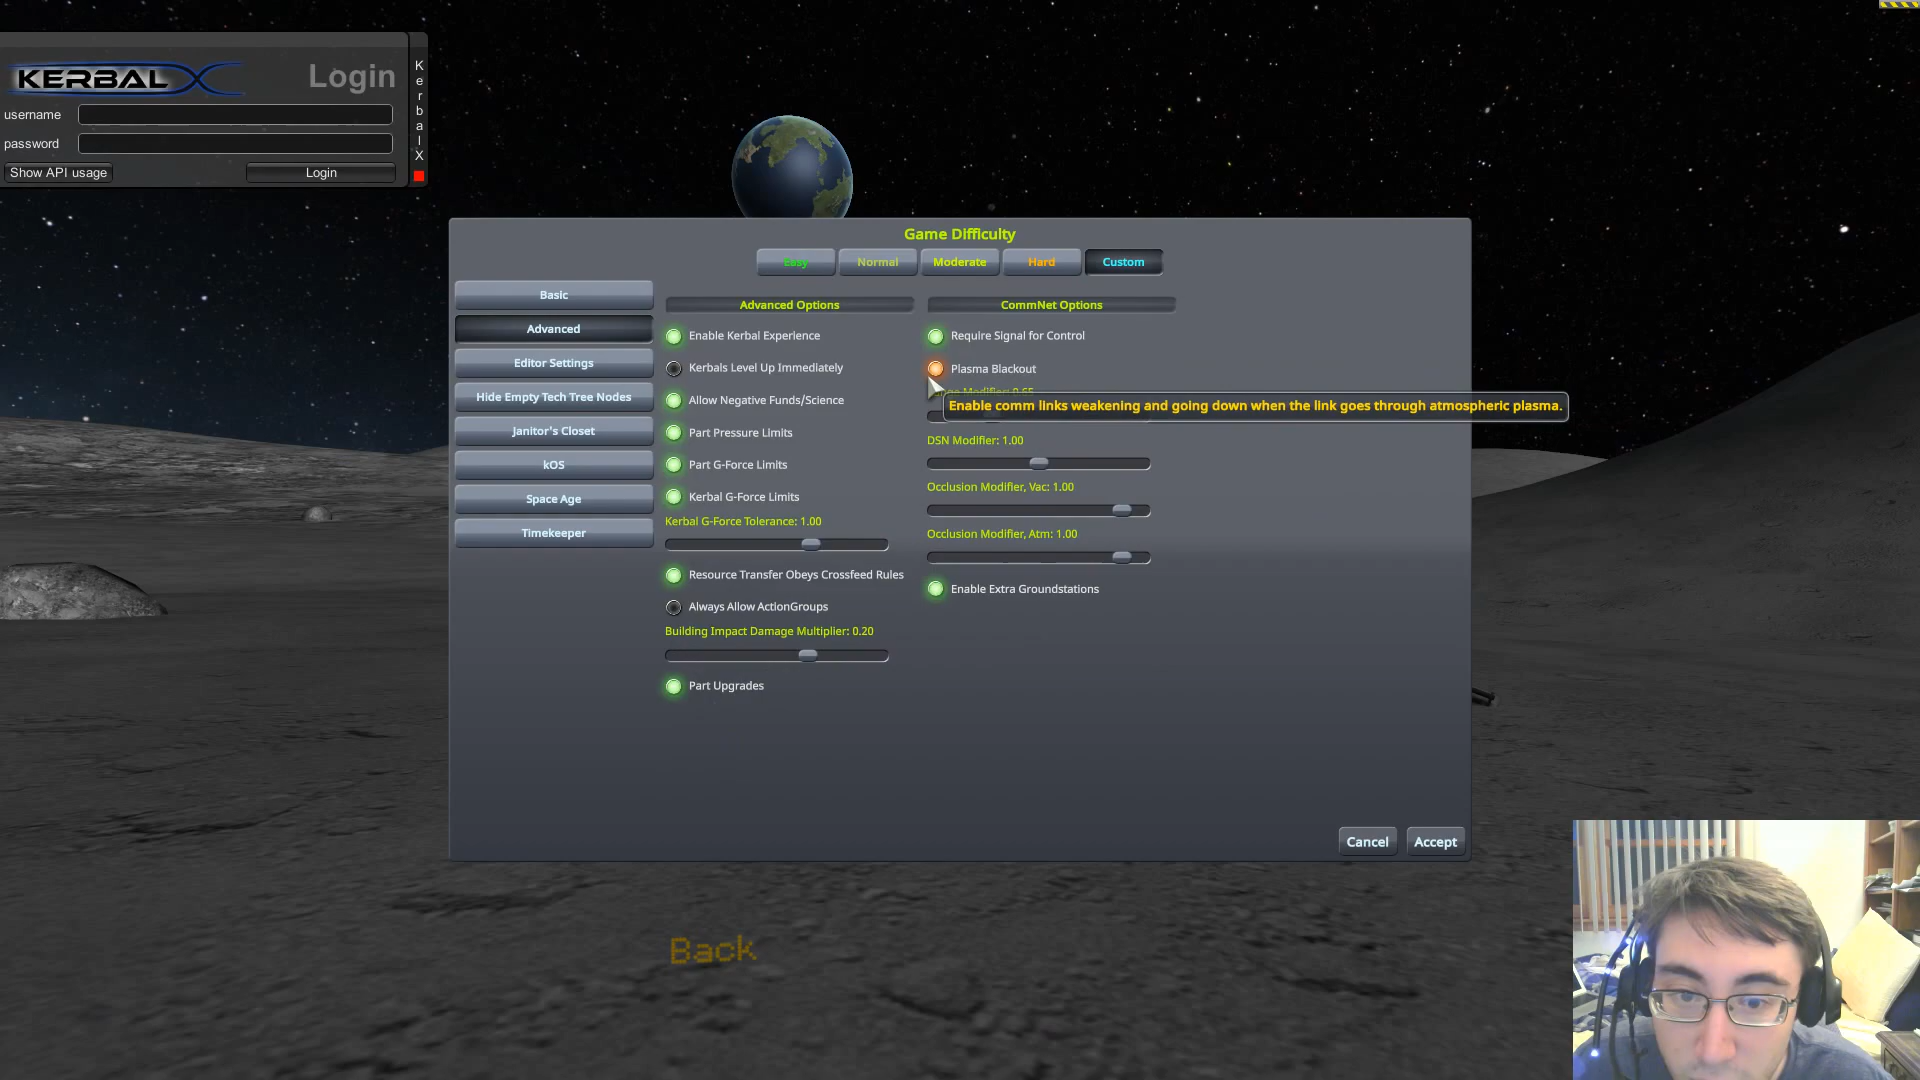 KERBAL X
Login
username
password
Show API usage
Login
KerbalX
Game Difficulty
Easy
Normal
Moderate
Hard
Custom
Basic
Advanced
Editor Settings
Hide Empty Tech Tree Nodes
Janitor's Closet
kOS
Space Age
Timekeeper
Advanced Options
Enable Kerbal Experience
Kerbals Level Up Immediately
Allow Negative Funds/Science
Part Pressure Limits
Part G-Force Limits
Kerbal G-Force Limits
Kerbal G-Force Tolerance: 1.00
Resource Transfer Obeys Crossfeed Rules
Always Allow ActionGroups
Building Impact Damage Multiplier: 0.20
Part Upgrades
CommNet Options
Require Signal for Control
Plasma Blackout
Modifier: 0.65
Enable comm links weakening and going down when the link goes through atmospheric plasma.
DSN Modifier: 1.00
Occlusion Modifier, Vac: 1.00
Occlusion Modifier, Atm: 1.00
Enable Extra Groundstations
Cancel
Accept
Back